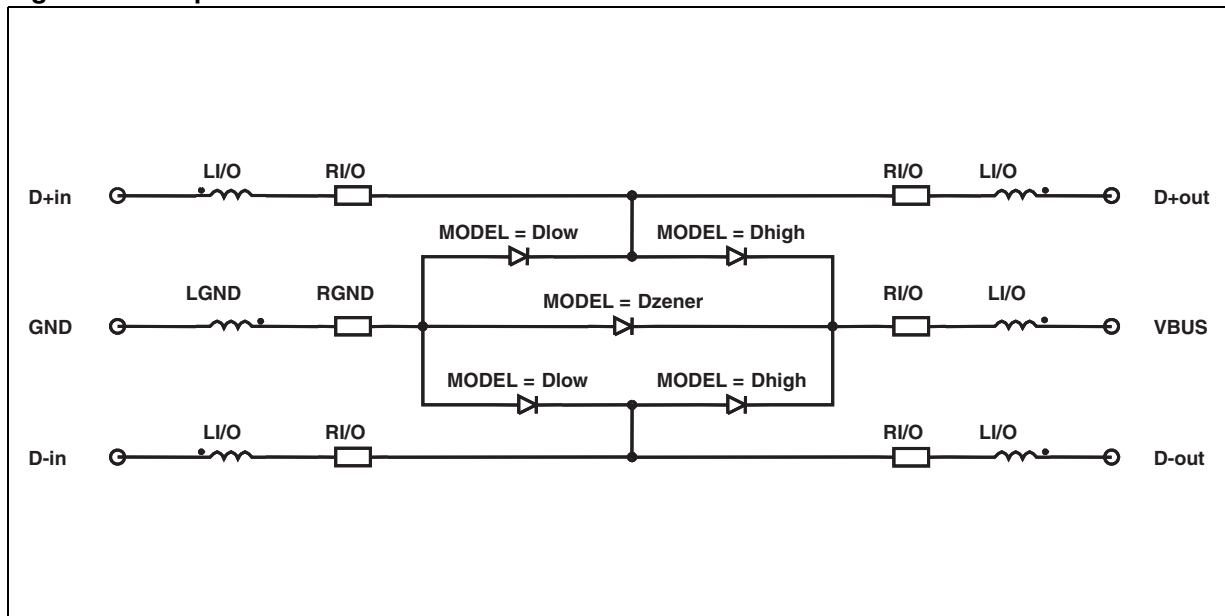 LI/O RI/O RI/O LI/O
D+in D+out
MODEL = Dlow MODEL = Dhigh
LGND RGND MODEL = Dzener RI/O LI/O
GND VBUS
MODEL = Dlow MODEL = Dhigh
LI/O RI/O RI/O LI/O
D-in D-out